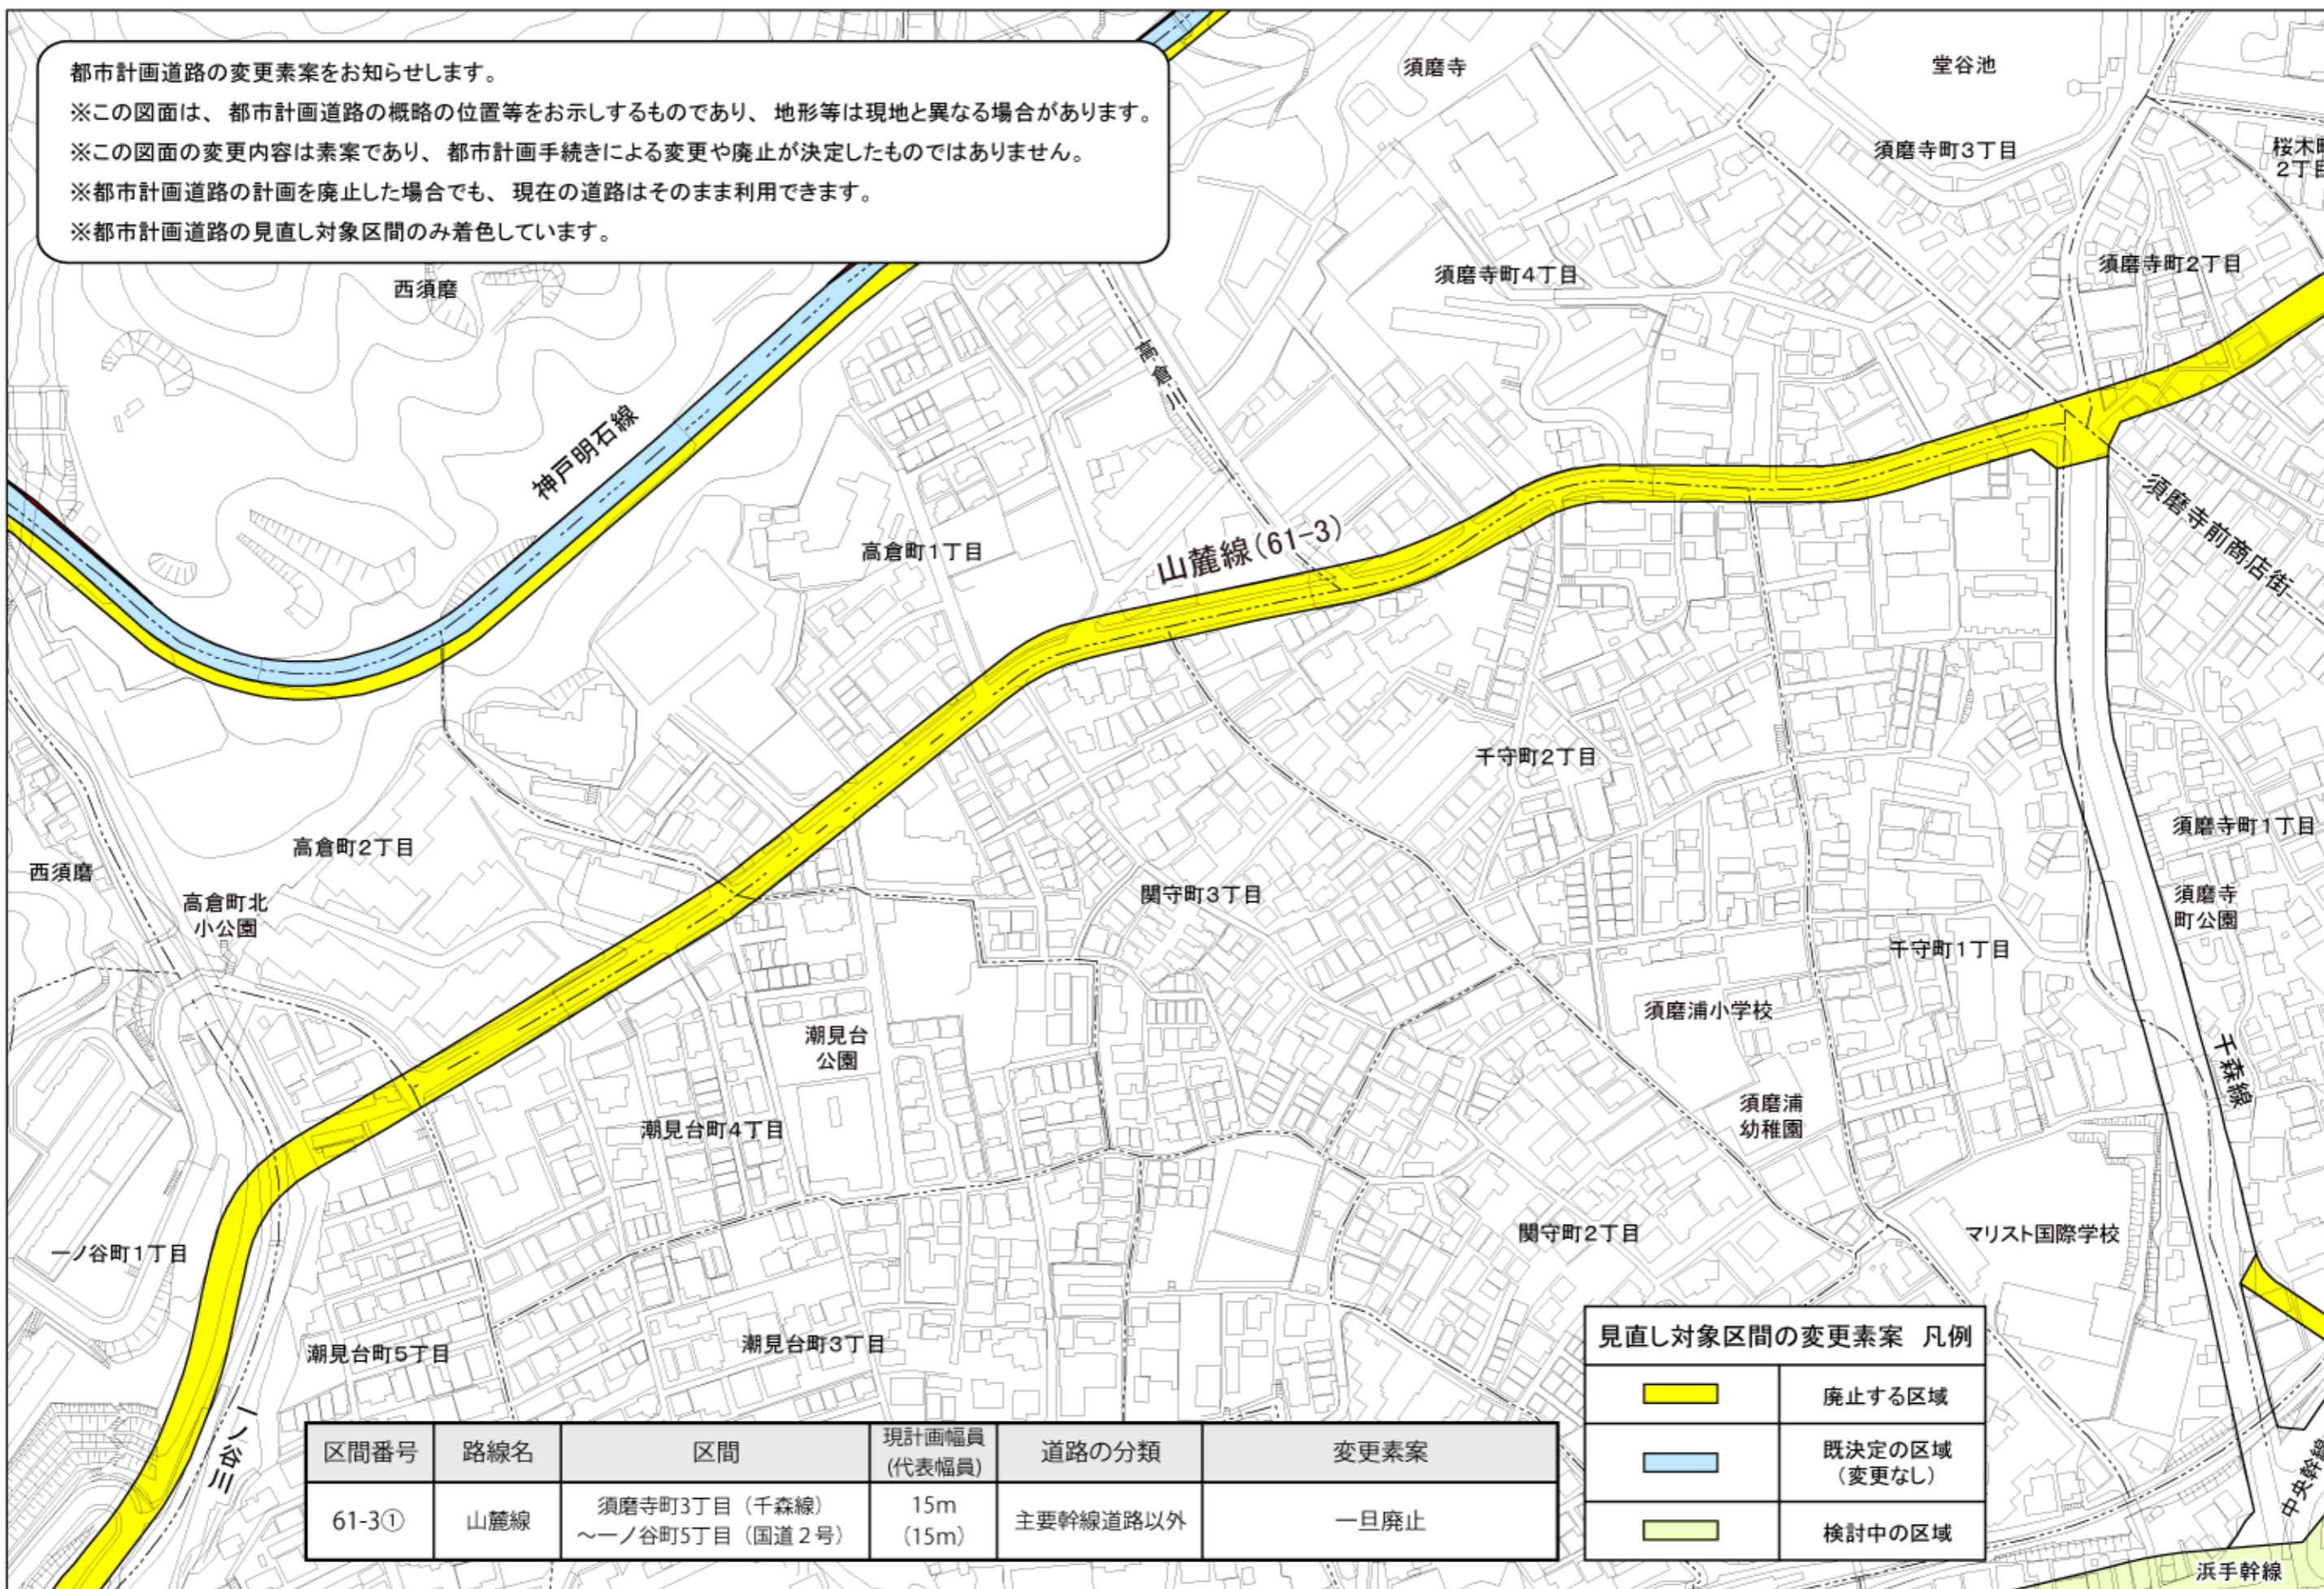 都市計画道路の変更素案をお知らせします。
※この図面は、都市計画道路の概略の位置等をお示しするものであり、地形等は現地と異なる場合があります。
※この図面の変更内容は素案であり、都市計画手続きによる変更や廃止が決定したものではありません。
※都市計画道路の計画を廃止した場合でも、現在の道路はそのまま利用できます。
※都市計画道路の見直し対象区間のみ着色しています。
須磨寺
堂谷池
須磨寺町3丁目
桜木町
2丁目
西須磨
須磨寺町4丁目
須磨寺町2丁目
高倉川
神戸明石線
須磨寺前商店街
高倉町1丁目
山麓線(61-3)
千守町2丁目
須磨寺町1丁目
高倉町2丁目
西須磨
高倉町北
小公園
関守町3丁目
須磨寺
町公園
千守町1丁目
須磨浦小学校
潮見台
公園
千森線
須磨浦
幼稚園
潮見台町4丁目
一ノ谷町1丁目
関守町2丁目
マリスト国際学校
潮見台町5丁目
潮見台町3丁目
一ノ谷川
見直し対象区間の変更素案 凡例
廃止する区域
既決定の区域
（変更なし）
検討中の区域
中央幹線
浜手幹線
区間番号 路線名 区間 現計画幅員 道路の分類 変更素案
(代表幅員)
61-3① 山麓線 須磨寺町3丁目（千森線） 15m 主要幹線道路以外 一旦廃止
～一ノ谷町5丁目（国道２号） （15m）